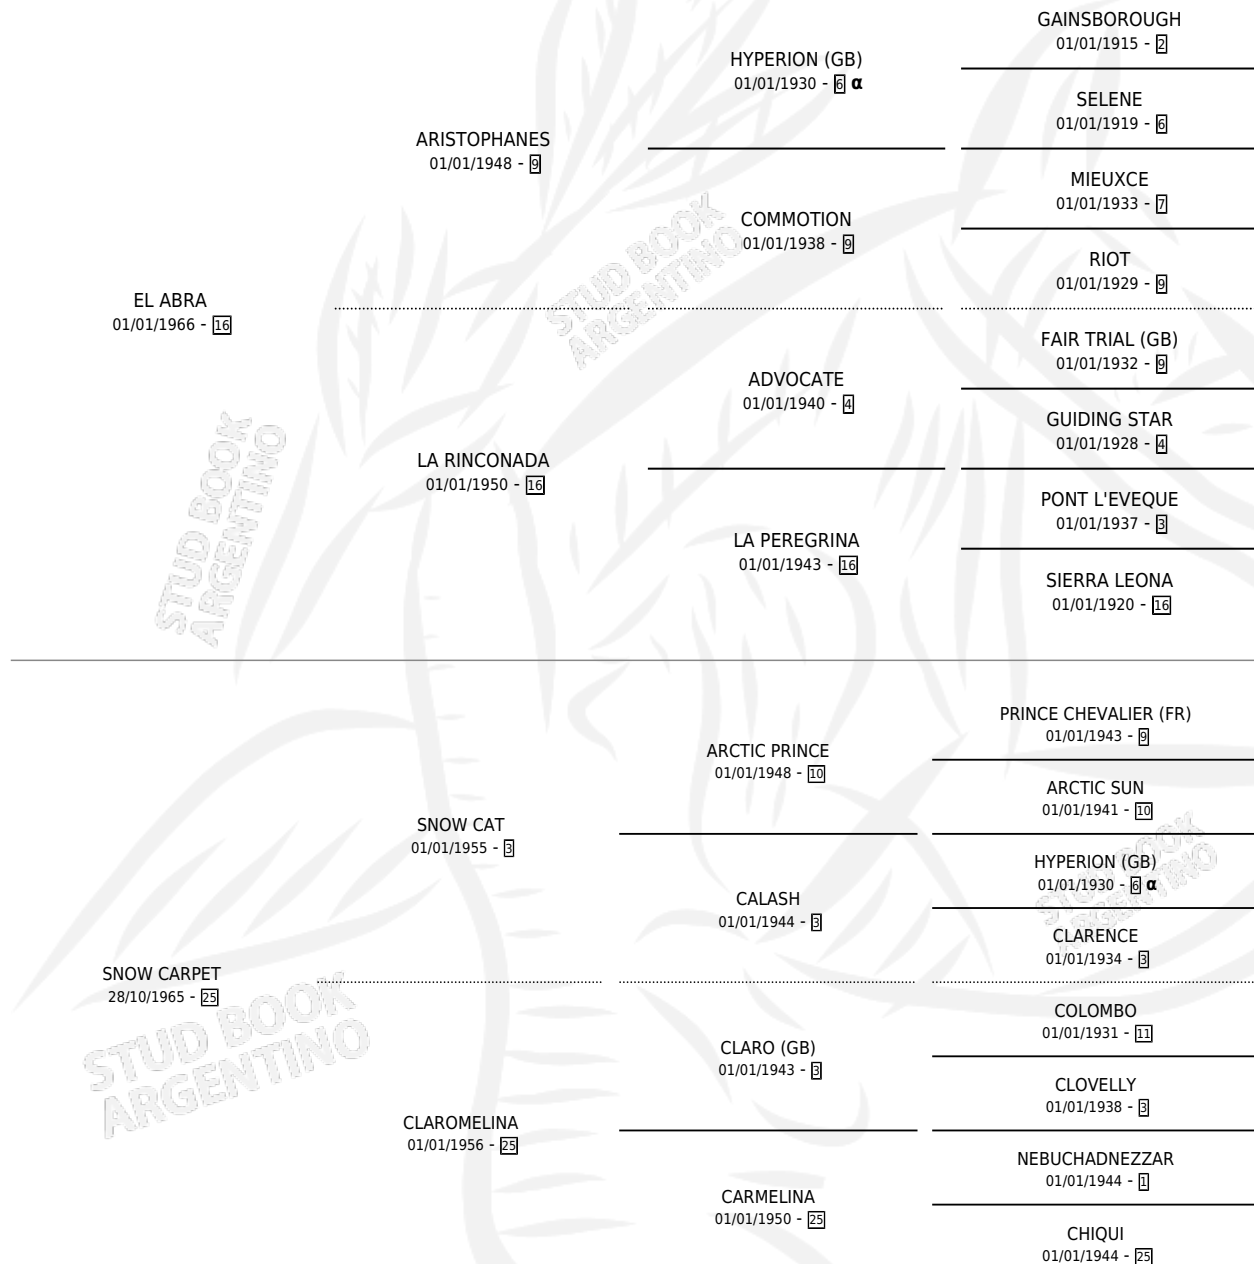 GAINSBOROUGH
01/01/1915 - 2
HYPERION (GB)
01/01/1930 - 6 α
SELENE
01/01/1919 - 6
ARISTOPHANES
01/01/1948 - 9
MIEUXCE
01/01/1933 - 7
COMMOTION
01/01/1938 - 9
RIOT
01/01/1929 - 9
EL ABRA
01/01/1966 - 16
STUD BOOK
ARGENTINO
FAIR TRIAL (GB)
01/01/1932 - 9
ADVOCATE
01/01/1940 - 4
GUIDING STAR
01/01/1928 - 4
LA RINCONADA
01/01/1950 - 16
PONT L'EVEQUE
01/01/1937 - 3
LA PEREGRINA
01/01/1943 - 16
SIERRA LEONA
01/01/1920 - 16
STUD BOOK
ARGENTINO
PRINCE CHEVALIER (FR)
01/01/1943 - 9
ARCTIC PRINCE
01/01/1948 - 10
ARCTIC SUN
01/01/1941 - 10
SNOW CAT
01/01/1955 - 3
HYPERION (GB)
01/01/1930 - 6 α
STUD BOOK
ARGENTINO
CALASH
01/01/1944 - 3
CLARENCE
01/01/1934 - 3
SNOW CARPET
28/10/1965 - 25
STUD BOOK
ARGENTINO
COLOMBO
01/01/1931 - 11
CLARO (GB)
01/01/1943 - 3
CLOVELLY
01/01/1938 - 3
CLAROMELINA
01/01/1956 - 25
NEBUCHADNEZZAR
01/01/1944 - 1
CARMELINA
01/01/1950 - 25
CHIQUI
01/01/1944 - 25